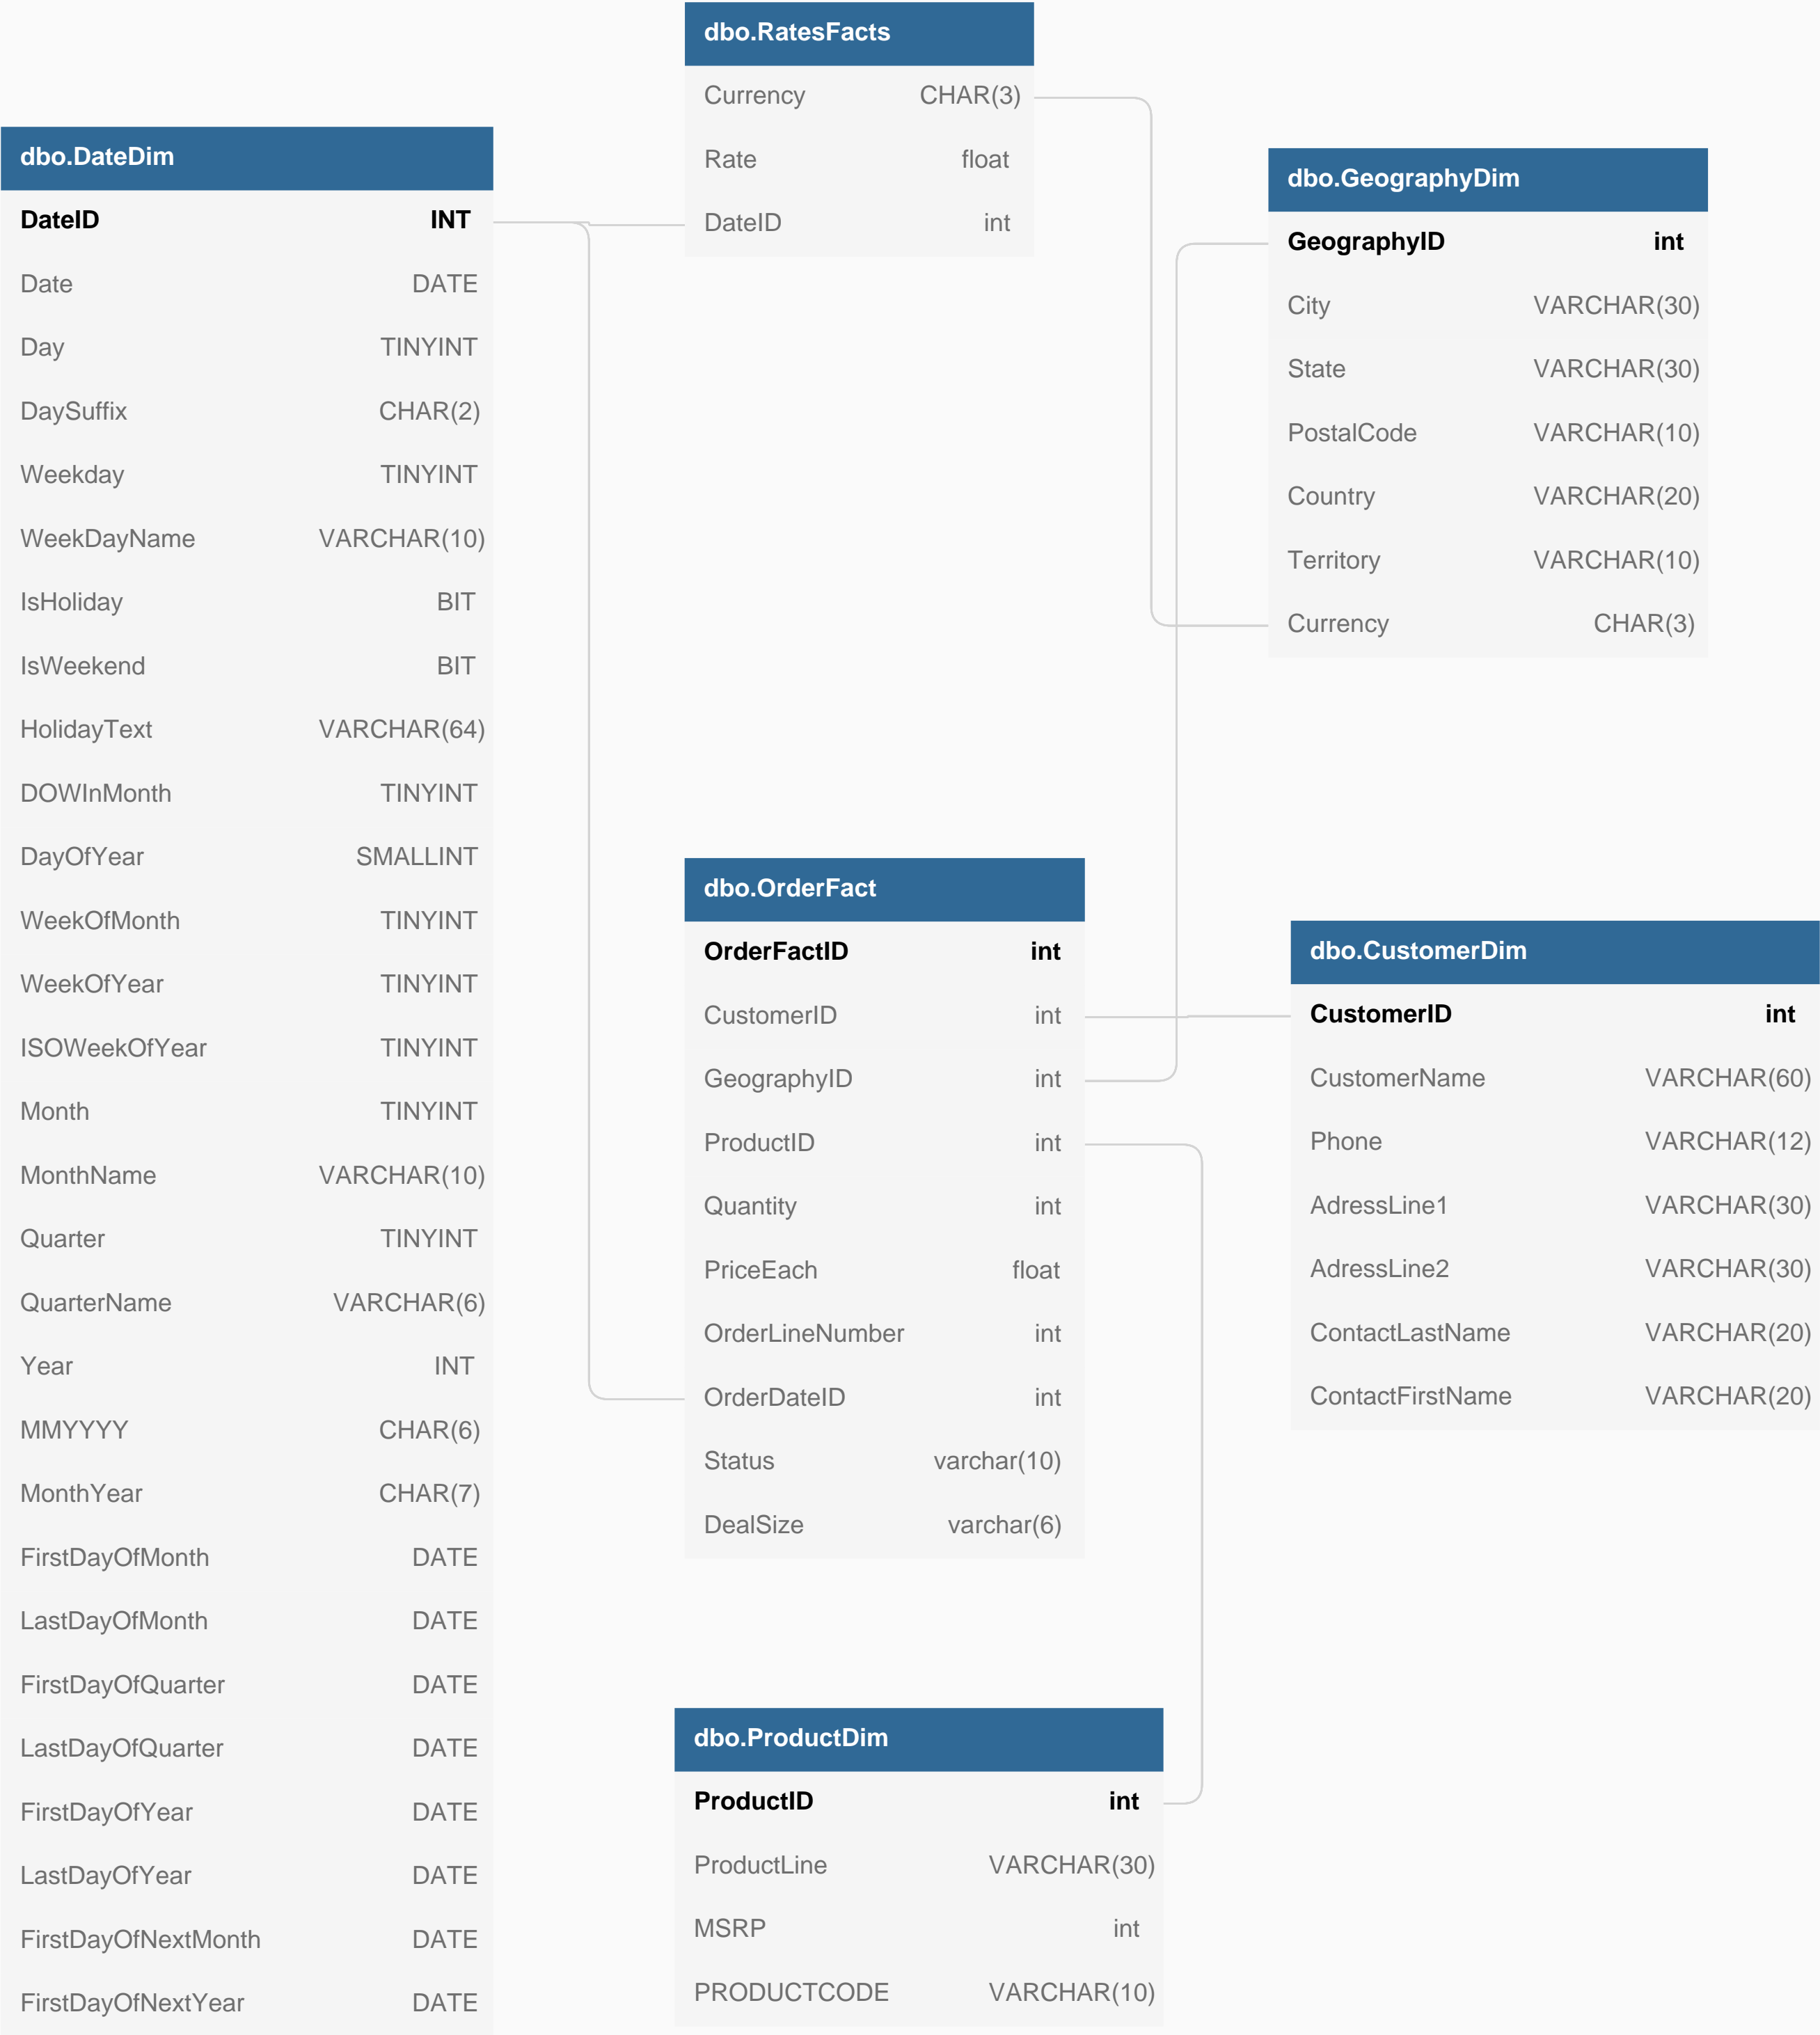 dbo.RatesFacts
Currency CHAR(3)
Rate float
DateID int
dbo.DateDim
DateID INT
Date DATE
Day TINYINT
DaySuffix CHAR(2)
Weekday TINYINT
WeekDayName VARCHAR(10)
IsHoliday BIT
IsWeekend BIT
HolidayText VARCHAR(64)
DOWInMonth TINYINT
DayOfYear SMALLINT
WeekOfMonth TINYINT
WeekOfYear TINYINT
ISOWeekOfYear TINYINT
Month TINYINT
MonthName VARCHAR(10)
Quarter TINYINT
QuarterName VARCHAR(6)
Year INT
MMYYYY CHAR(6)
MonthYear CHAR(7)
FirstDayOfMonth DATE
LastDayOfMonth DATE
FirstDayOfQuarter DATE
LastDayOfQuarter DATE
FirstDayOfYear DATE
LastDayOfYear DATE
FirstDayOfNextMonth DATE
FirstDayOfNextYear DATE
dbo.GeographyDim
GeographyID int
City VARCHAR(30)
State VARCHAR(30)
PostalCode VARCHAR(10)
Country VARCHAR(20)
Territory VARCHAR(10)
Currency CHAR(3)
dbo.OrderFact
OrderFactID int
CustomerID int
GeographyID int
ProductID int
Quantity int
PriceEach float
OrderLineNumber int
OrderDateID int
Status varchar(10)
DealSize varchar(6)
dbo.CustomerDim
CustomerID int
CustomerName VARCHAR(60)
Phone VARCHAR(12)
AdressLine1 VARCHAR(30)
AdressLine2 VARCHAR(30)
ContactLastName VARCHAR(20)
ContactFirstName VARCHAR(20)
dbo.ProductDim
ProductID int
ProductLine VARCHAR(30)
MSRP int
PRODUCTCODE VARCHAR(10)